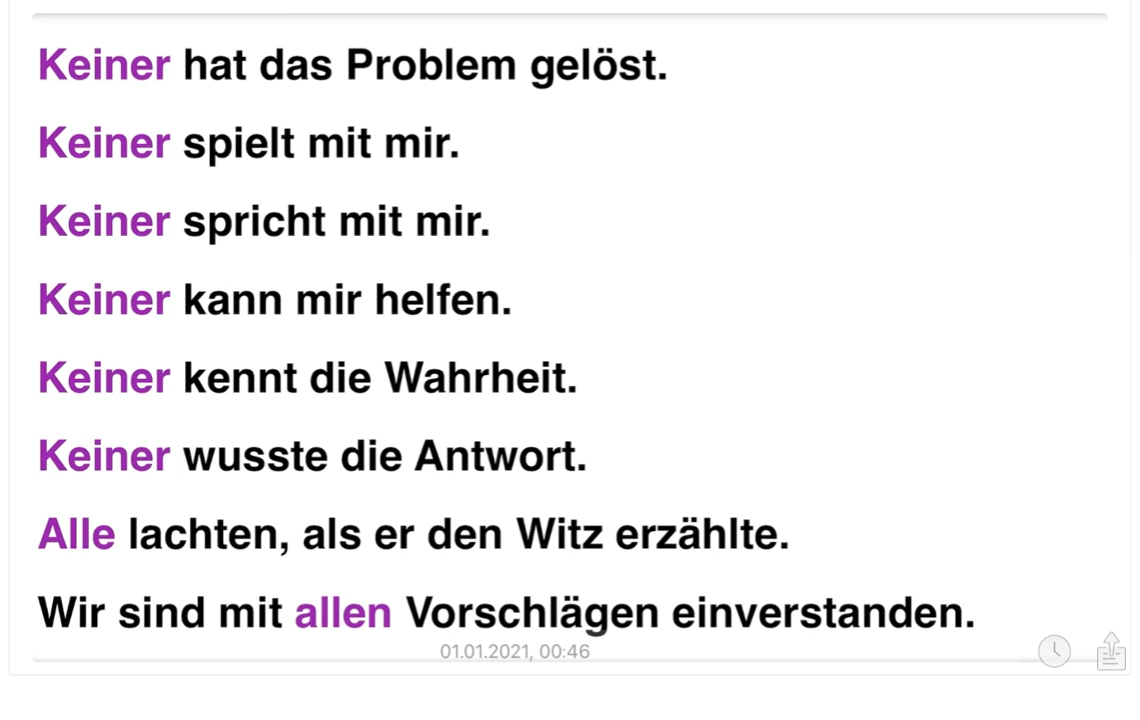 Keiner hat das Problem gelöst.
Keiner spielt mit mir.
Keiner spricht mit mir.
Keiner kann mir helfen.
Keiner kennt die Wahrheit.
Keiner wusste die Antwort.
Alle lachten, als er den Witz erzählte.
Wir sind mit allen Vorschlägen einverstanden.
01.01.2021, 00:46